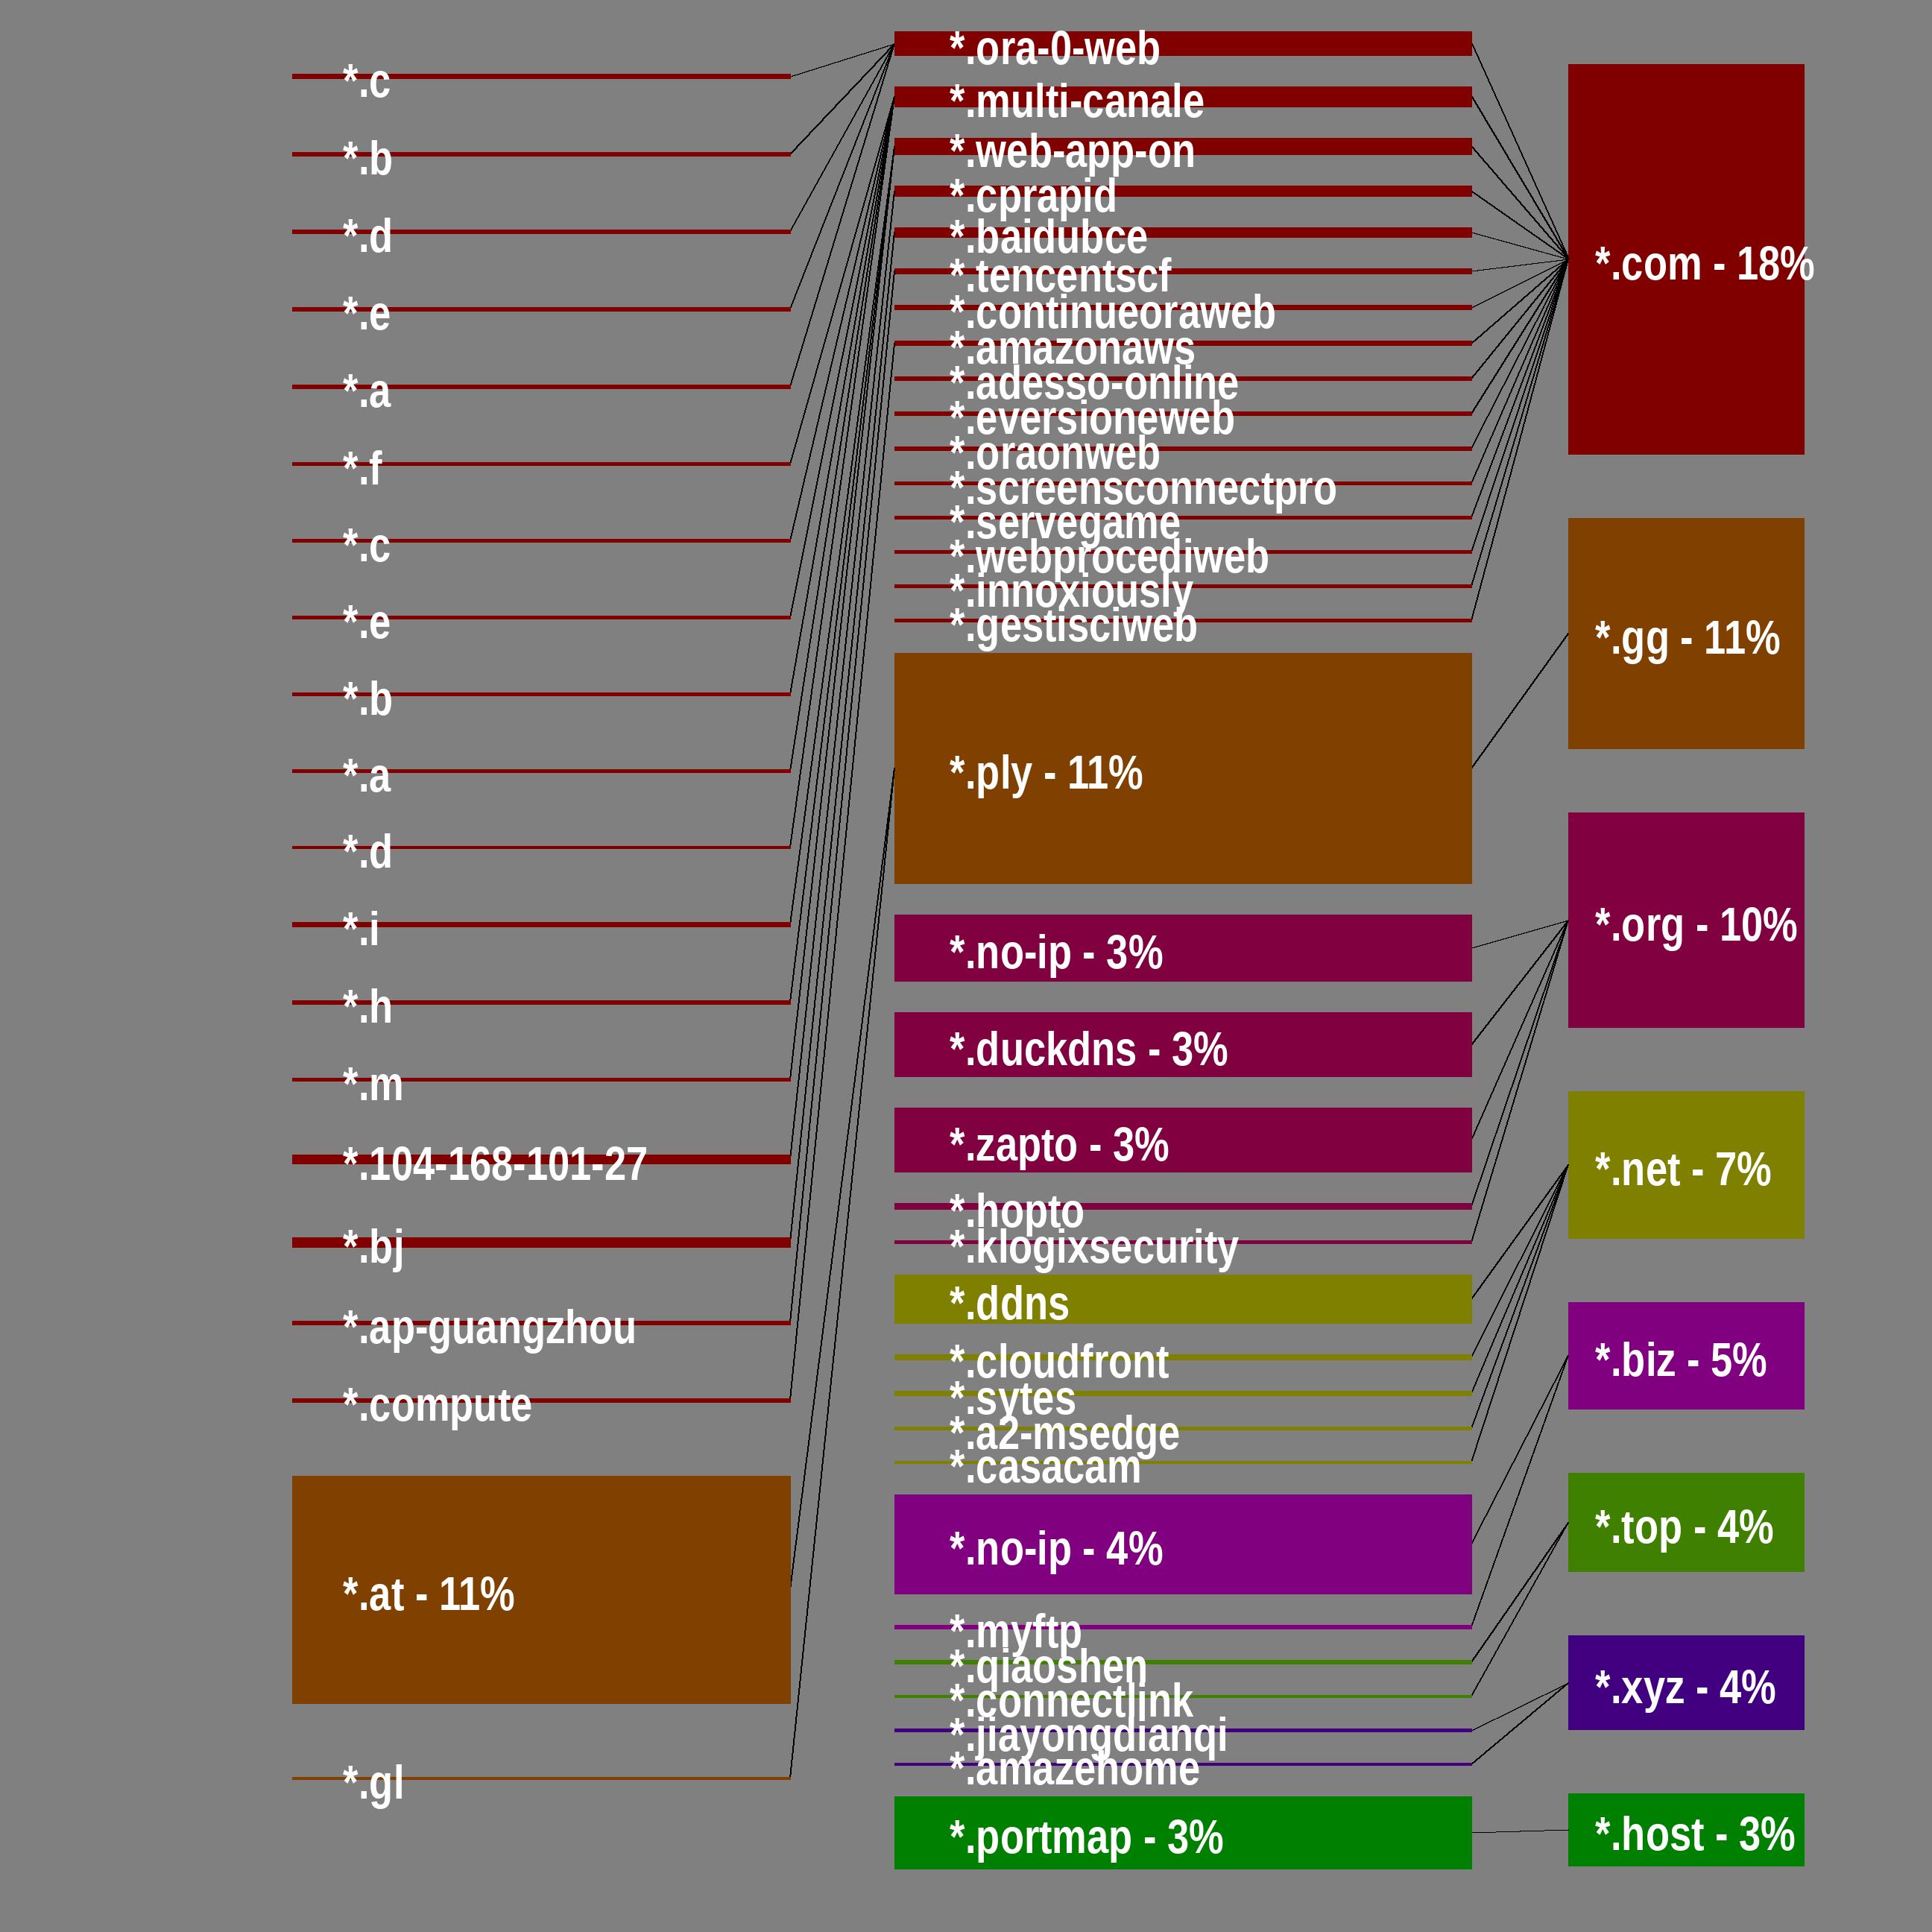 *.c
*.b
*.d
*.e
*.a
*.f
*.c
*.e
*.b
*.a
*.d
*.i
*.h
*.m
*.104-168-101-27
*.bj
*.ap-guangzhou
*.compute
*.at - 11%
*.gl
*.ora-0-web
*.multi-canale
*.web-app-on
*.cprapid
*.baidubce
*.tencentscf
*.continueoraweb
*.amazonaws
*.adesso-online
*.eversioneweb
*.oraonweb
*.screensconnectpro
*.servegame
*.webprocediweb
*.innoxiously
*.gestisciweb
*.ply - 11%
*.no-ip - 3%
*.duckdns - 3%
*.zapto - 3%
*.hopto
*.klogixsecurity
*.ddns
*.cloudfront
*.sytes
*.a2-msedge
*.casacam
*.no-ip - 4%
*.myftp
*.qiaoshen
*.connectlink
*.jiayongdianqi
*.amazehome
*.portmap - 3%
*.com - 18%
*.gg - 11%
*.org - 10%
*.net - 7%
*.biz - 5%
*.top - 4%
*.xyz - 4%
*.host - 3%